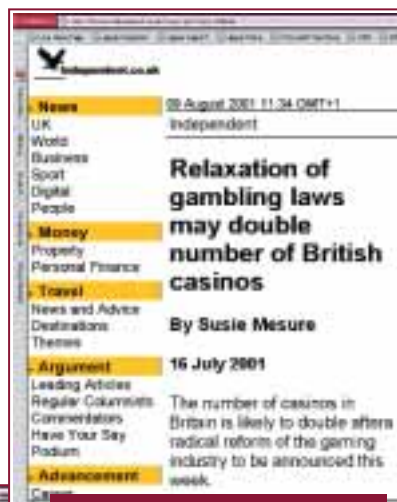 independent.co.uk
News
UK
World
Business
Sport
Digital
People
Money
Property
Personal Finance
Travel
News and Advice
Destinations
Themes
Argument
Leading Articles
Regular Columnists
Commentators
Have Your Say
Podium
Advancement
Career
09 August 2001 11:34 GMT+1
Independent
Relaxation of
gambling laws
may double
number of British
casinos
By Susie Mesure
16 July 2001
The number of casinos in
Britain is likely to double after a
radical reform of the gaming
industry to be announced this
week.